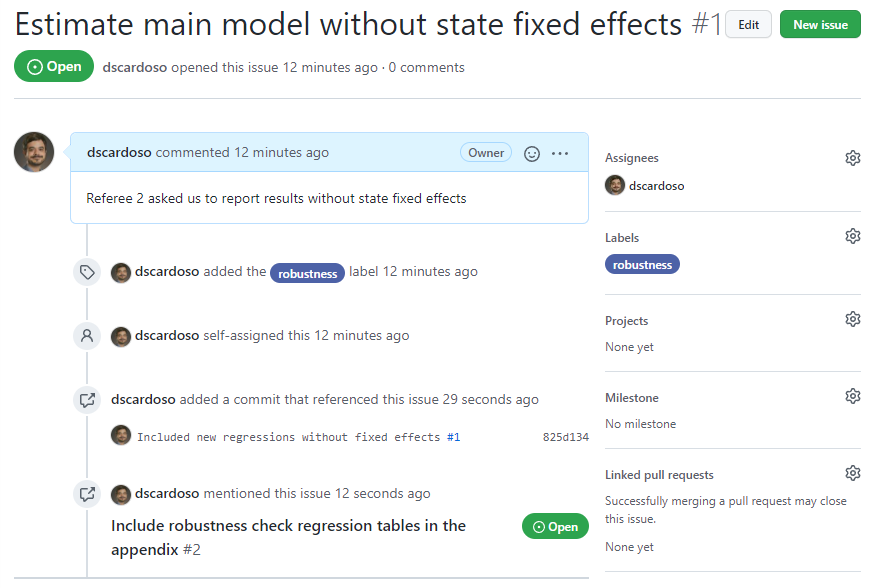 Estimate main model without state fixed effects #1
Edit
New issue
Open
dscardoso opened this issue 12 minutes ago · 0 comments
dscardoso commented 12 minutes ago
Owner
Referee 2 asked us to report results without state fixed effects
dscardoso added the robustness label 12 minutes ago
dscardoso self-assigned this 12 minutes ago
dscardoso added a commit that referenced this issue 29 seconds ago
Included new regressions without fixed effects #1
825d134
dscardoso mentioned this issue 12 seconds ago
Include robustness check regression tables in the
appendix #2
Open
Assignees
dscardoso
Labels
robustness
Projects
None yet
Milestone
No milestone
Linked pull requests
Successfully merging a pull request may close
this issue.
None yet